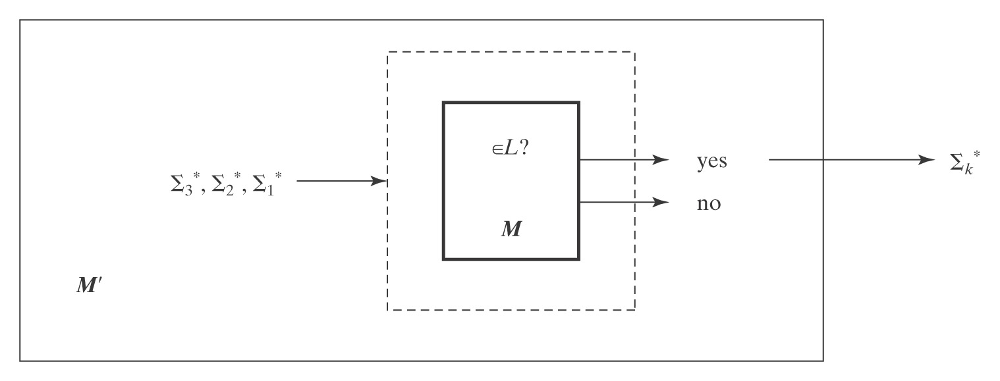 ∈L?
yes
Σₖ*
Σ₃*, Σ₂*, Σ₁*
no
M
M′